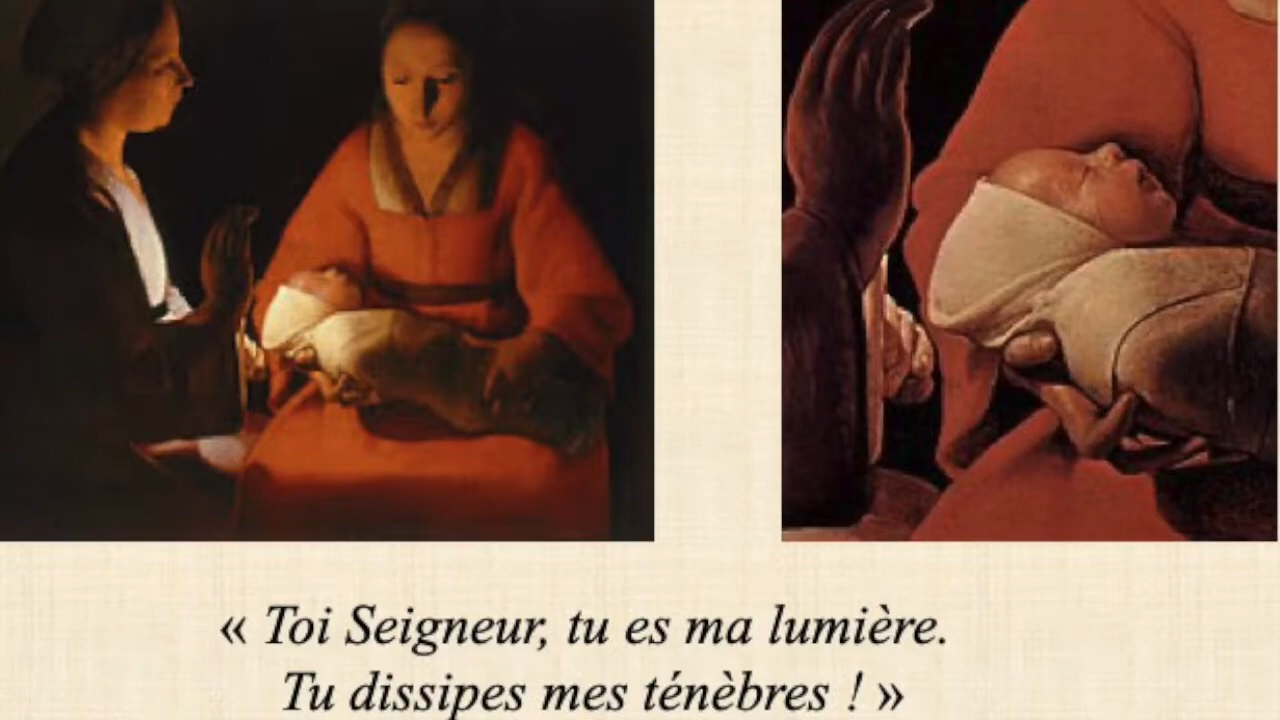 « Toi Seigneur, tu es ma lumière.
Tu dissipes mes ténèbres ! »